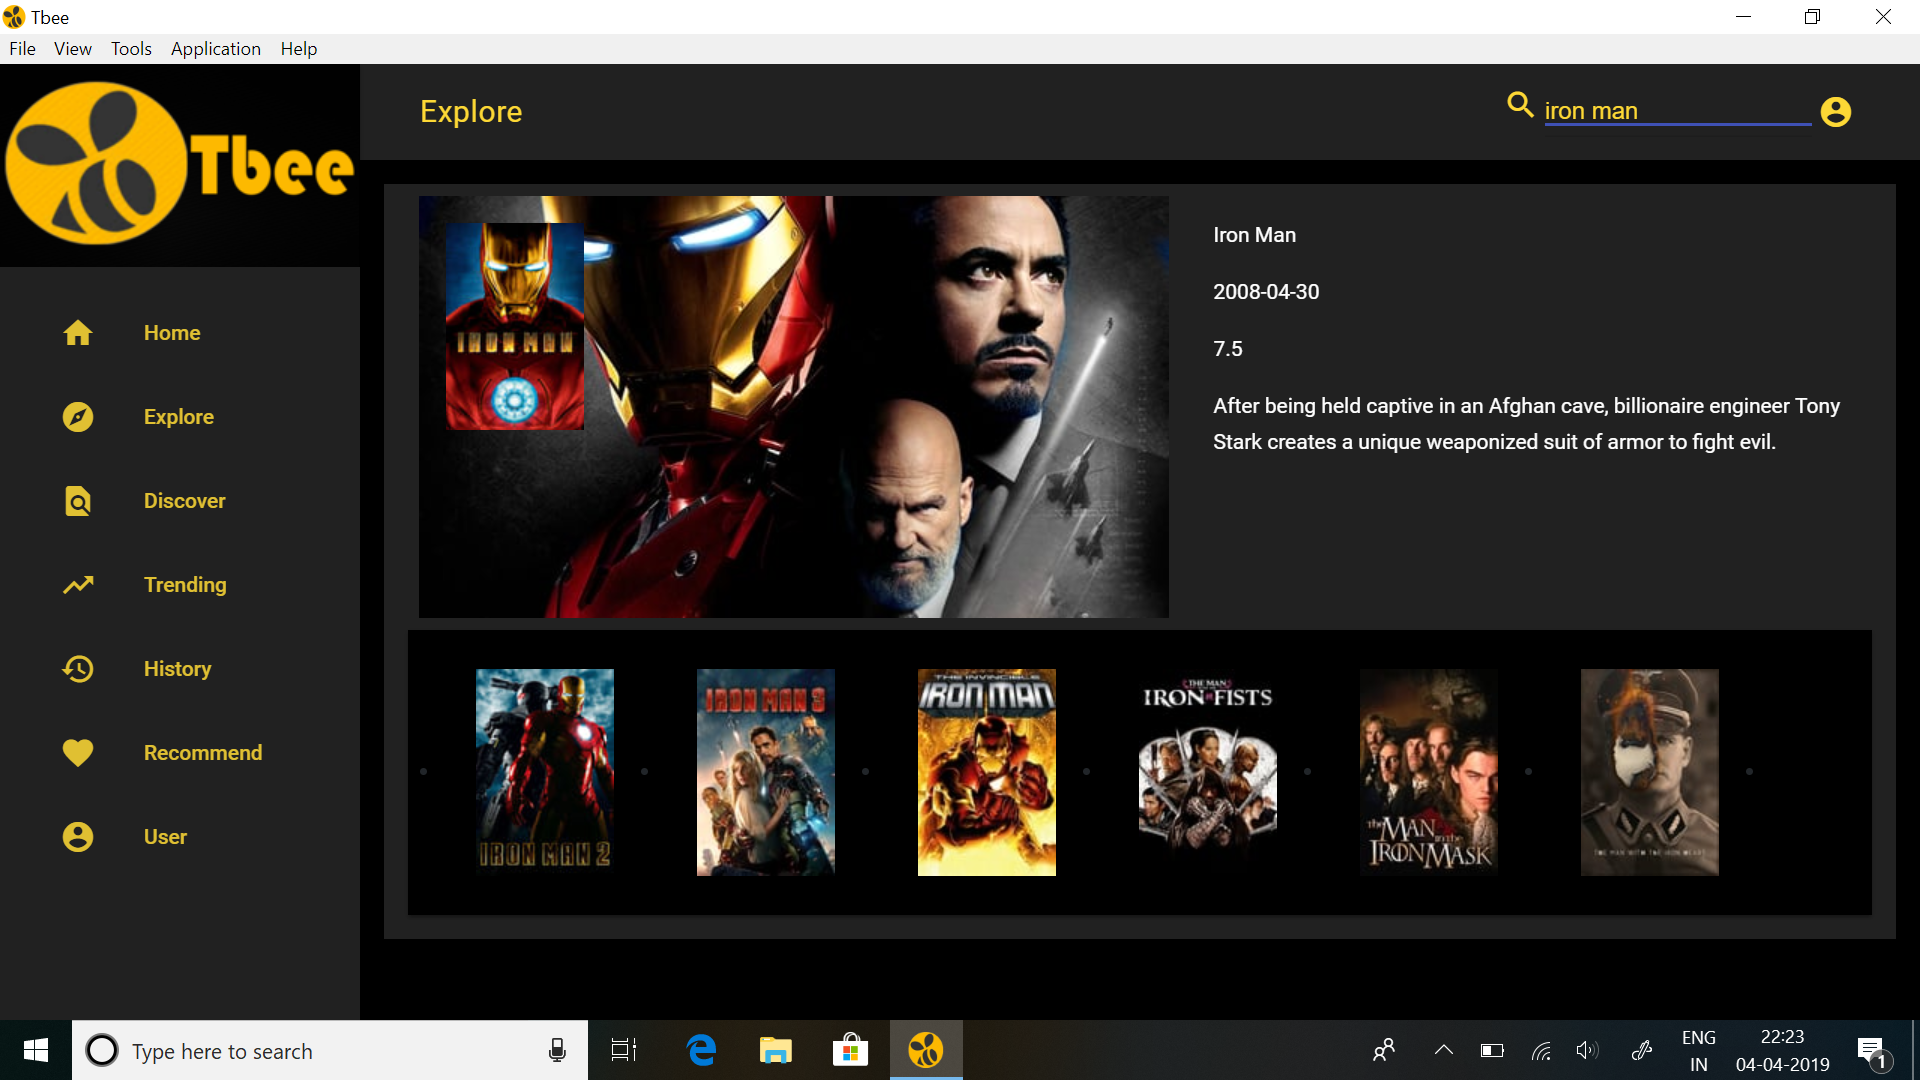 Tbee
File View Tools Application Help
Tbee
Explore
iron man
Home
Explore
Discover
Trending
History
Recommend
User
IRON MAN
Iron Man
2008-04-30
7.5
After being held captive in an Afghan cave, billionaire engineer Tony
Stark creates a unique weaponized suit of armor to fight evil.
IRON MAN 2
IRON MAN 3
THE INVINCIBLE
IRON MAN
THE MAN
IRON FISTS
the MAN in the
IRON MASK
THE MAN WITH THE IRON HEART
Type here to search
ENG
IN
22:23
04-04-2019
1